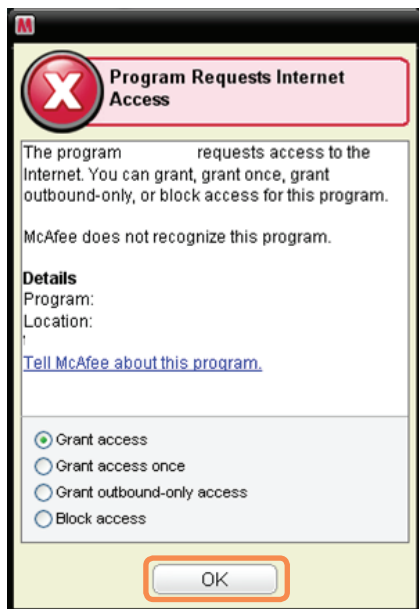 M
Program Requests Internet
Access
The program requests access to the
Internet. You can grant, grant once, grant
outbound-only, or block access for this program.
McAfee does not recognize this program.
Details
Program:
Location:
Tell McAfee about this program.
Grant access
Grant access once
Grant outbound-only access
Block access
OK